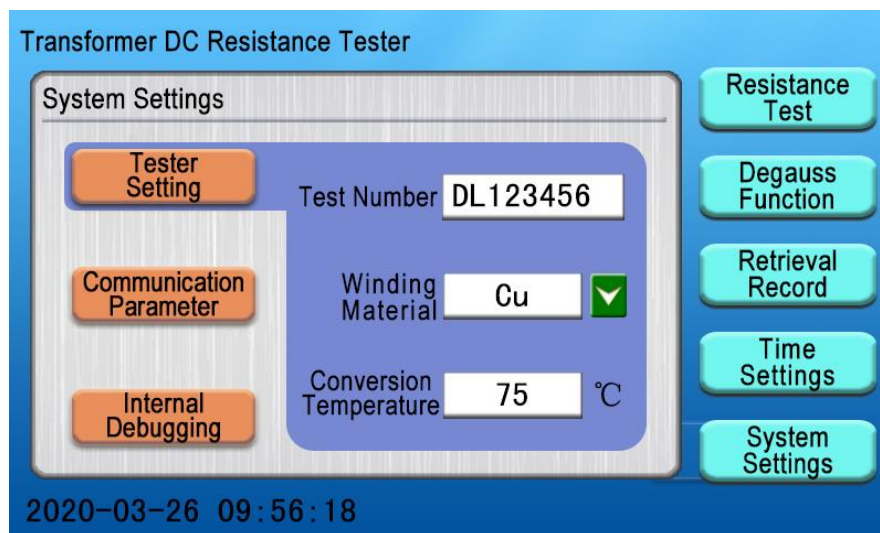 Transformer DC Resistance Tester
System Settings
Tester
Setting
Test Number DL123456
Communication
Parameter
Winding
Material
Cu
Internal
Debugging
Conversion
Temperature
75 ℃
Resistance
Test
Degauss
Function
Retrieval
Record
Time
Settings
System
Settings
2020-03-26 09:56:18